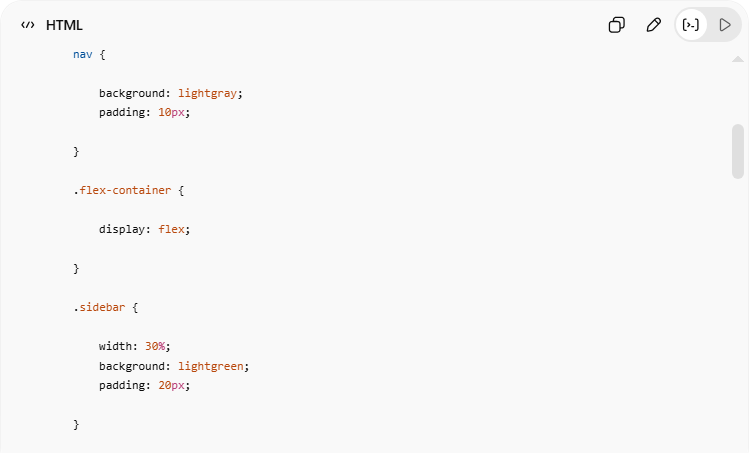 HTML
nav {
background: lightgray;
padding: 10px;
}
.flex-container {
display: flex;
}
.sidebar {
width: 30%;
background: lightgreen;
padding: 20px;
}